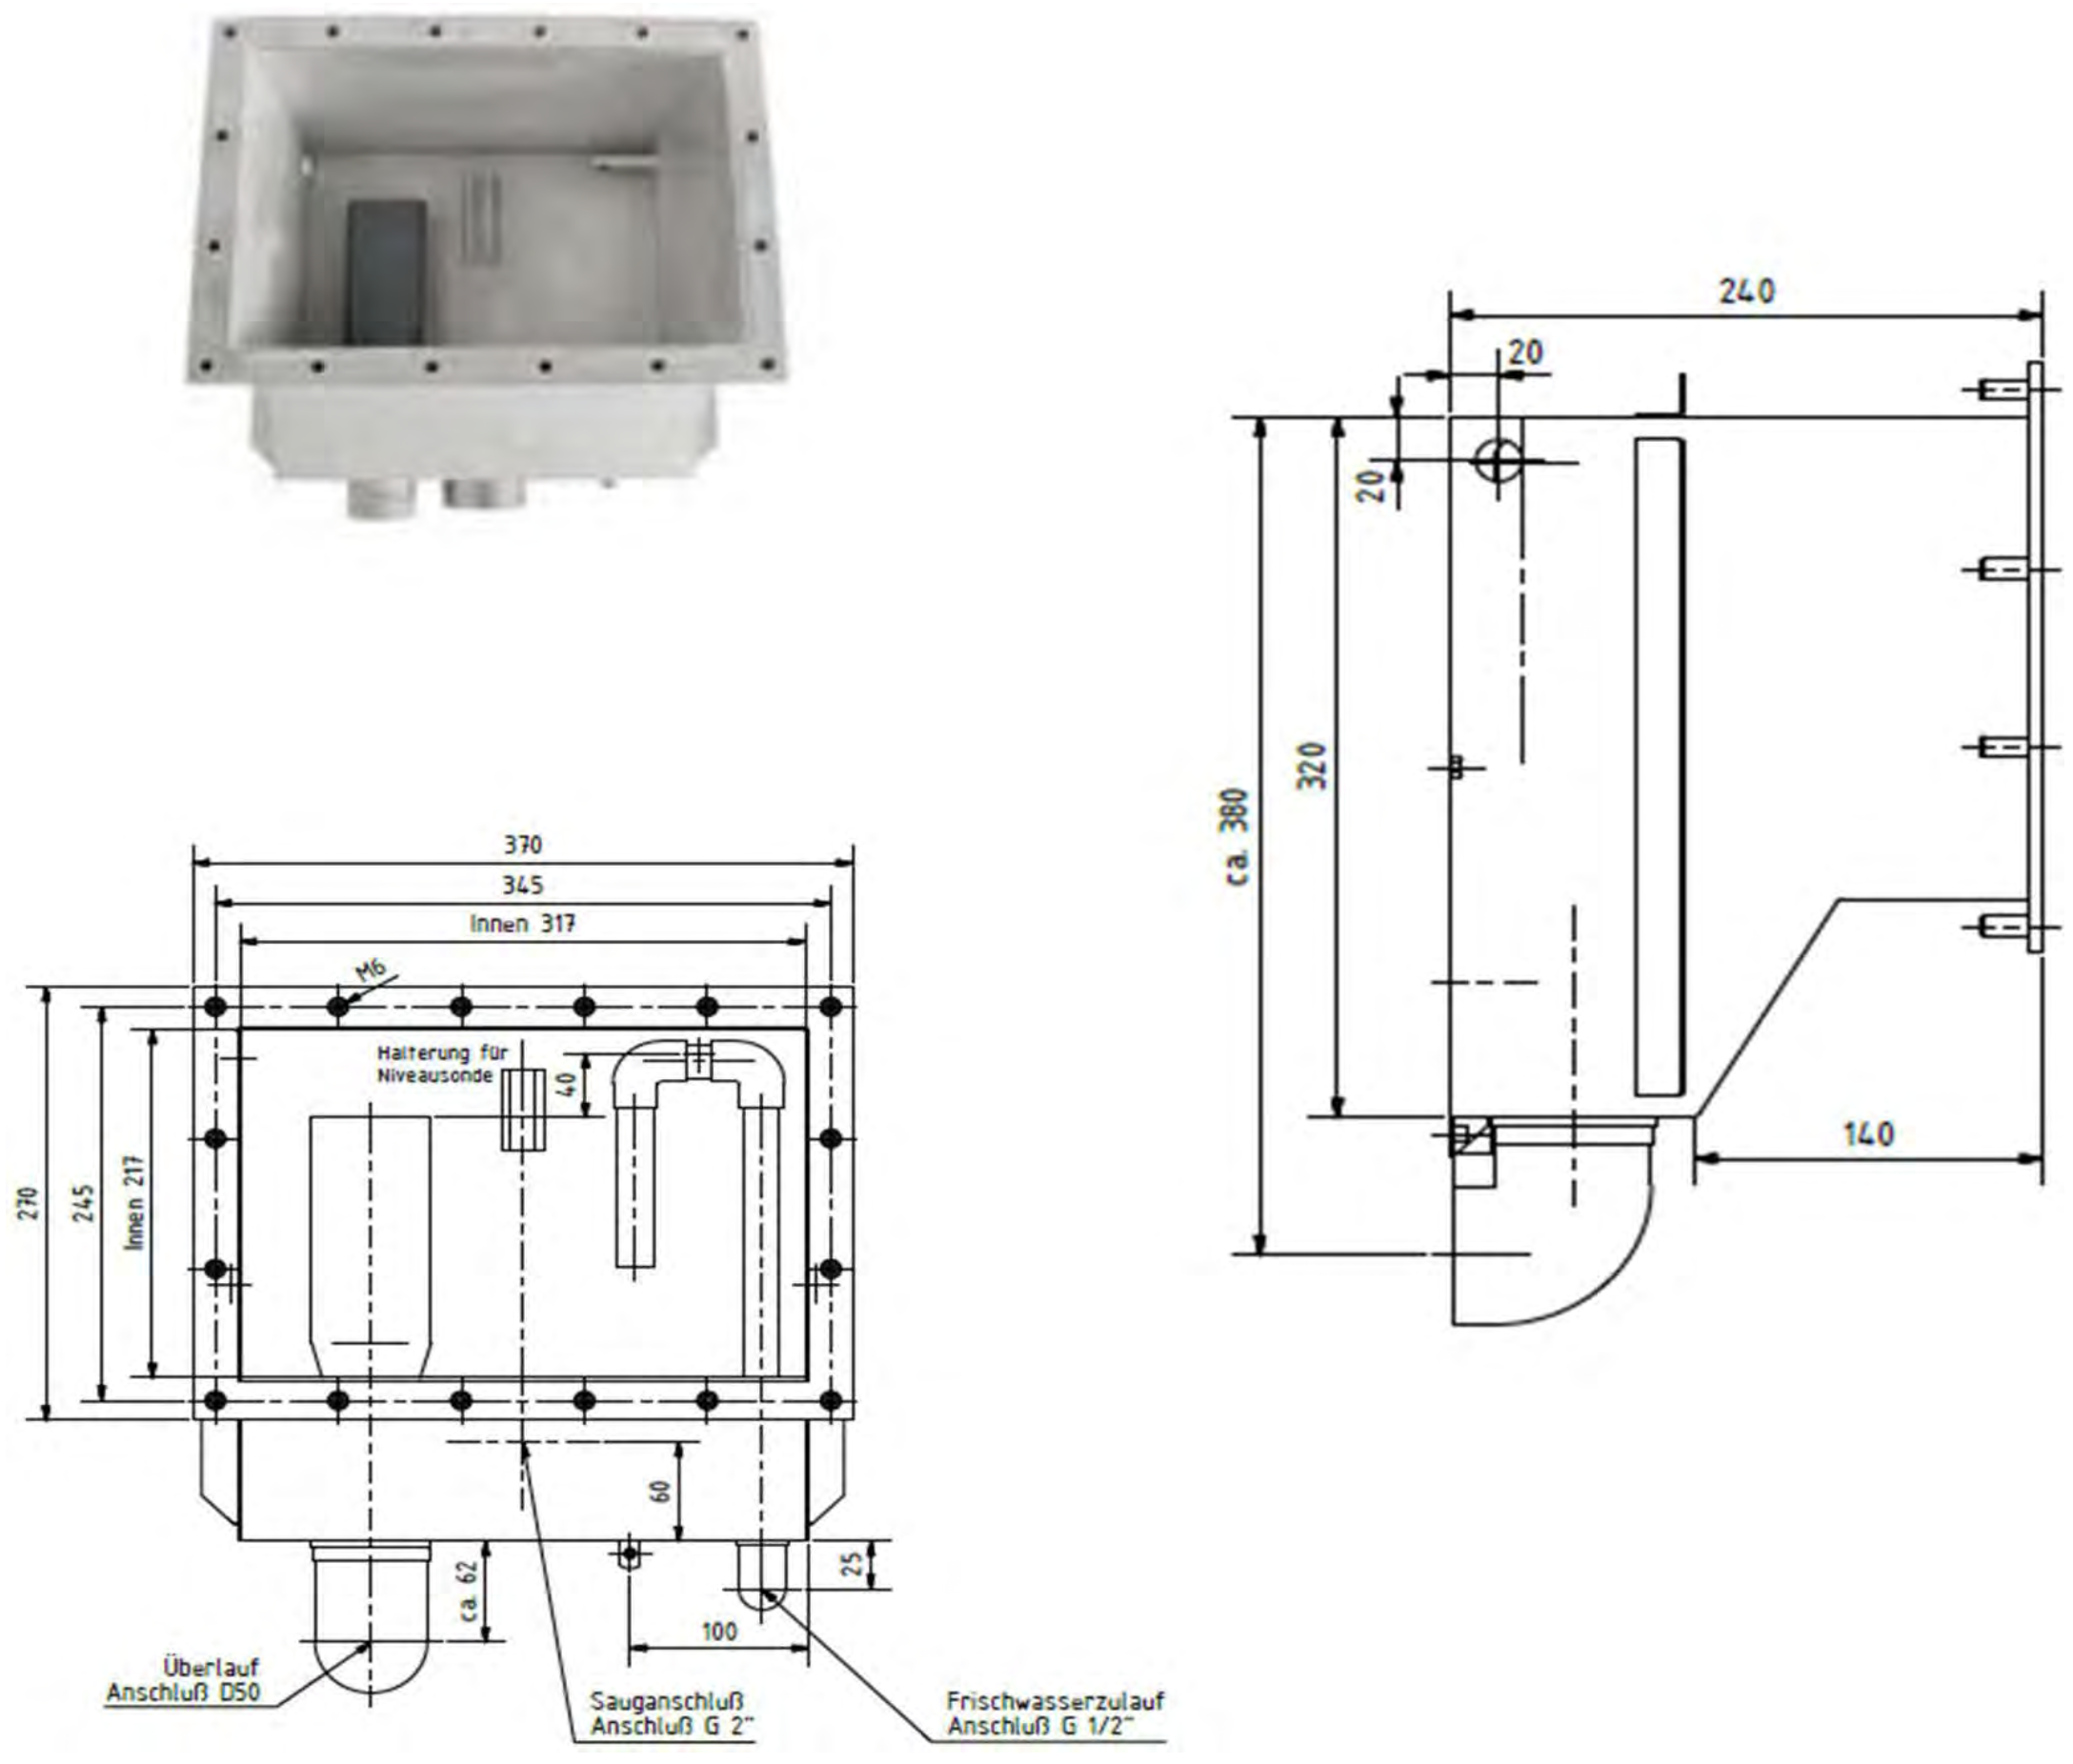 240
20
20
320
ca. 380
140
370
345
Innen 317
M6
Halterung für
Niveausonde
40
270
245
Innen 217
60
ca. 62
25
100
Überlauf
Anschluß D50
Sauganschluß
Anschluß G 2"
Frischwasserzulauf
Anschluß G 1/2"